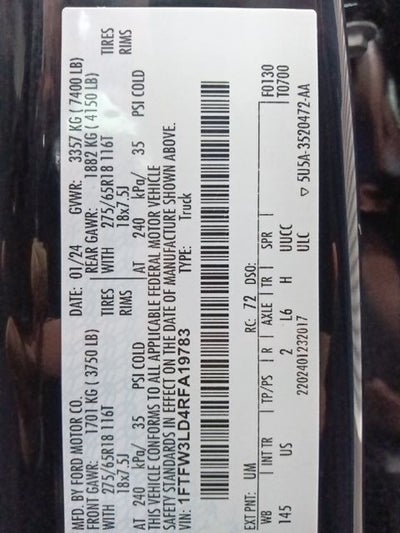 MFD. BY FORD MOTOR CO.
DATE: 01/24 GVWR: 3357 KG ( 7400 LB)
FRONT GAWR: 1701 KG ( 3750 LB)
REAR GAWR: 1882 KG ( 4150 LB)
WITH 275/65R18 116T TIRES
WITH 275/65R18 116T TIRES
18x7.5J RIMS
18x7.5J RIMS
AT 240 kPa/ 35 PSI COLD
AT 240 kPa/ 35 PSI COLD
THIS VEHICLE CONFORMS TO ALL APPLICABLE FEDERAL MOTOR VEHICLE
SAFETY STANDARDS IN EFFECT ON THE DATE OF MANUFACTURE SHOWN ABOVE.
VIN: 1FTFW3LD4RFA19783 TYPE: Truck
EXT PNT: UM RC: 72 DSO: F0130
T0700
WB INT TR TP/PS R AXLE TR SPR
145 US 2 L6 H UUCC
2202401232017 ULC ▽ 5U5A-3520472-AA